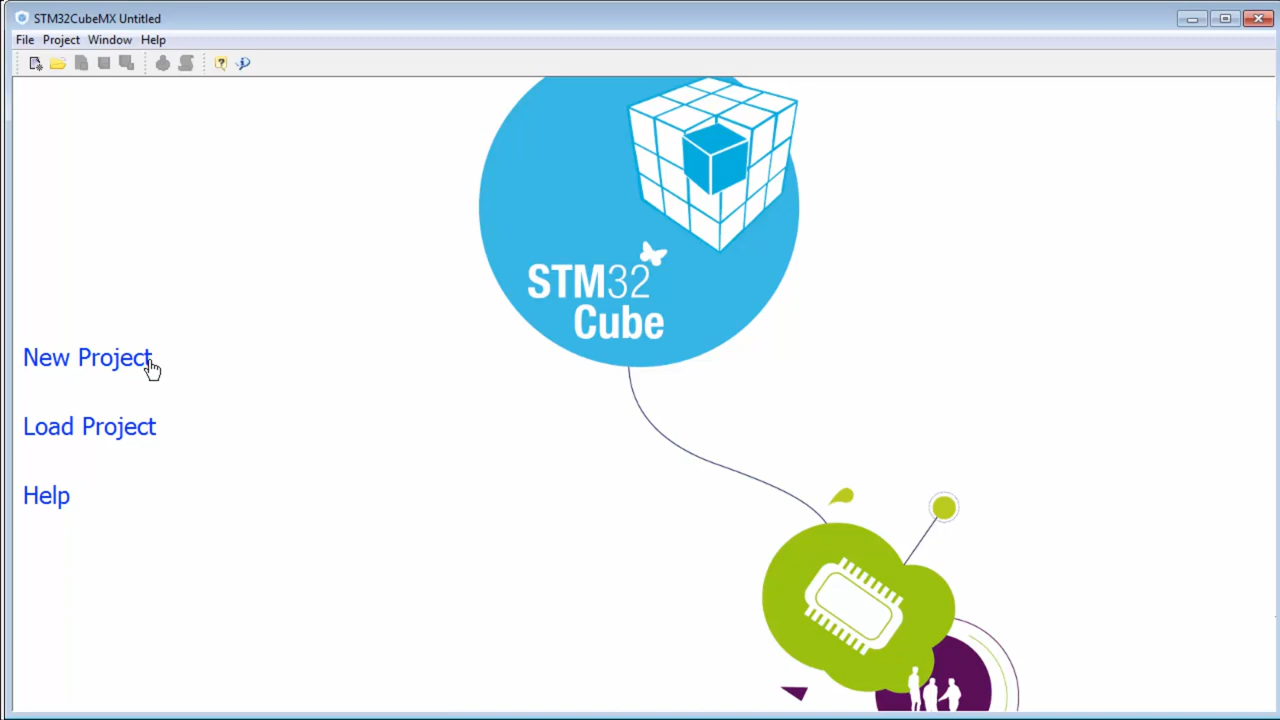 STM32CubeMX Untitled
File Project Window Help
STM32
Cube
New Project
Load Project
Help